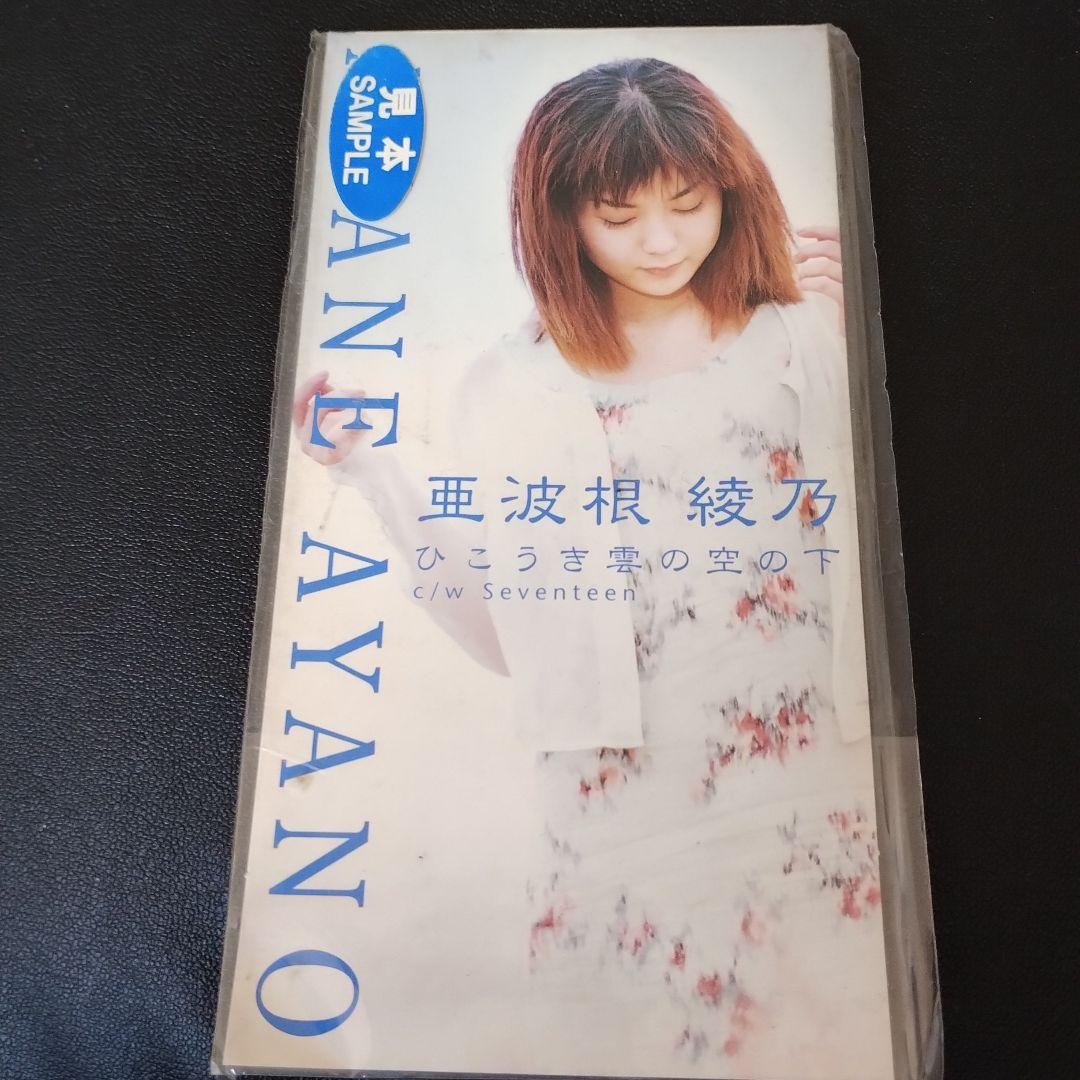 見本
SAMPLE
ANE AYANO
亜波根 綾乃
ひこうき雲の空の下
c/w Seventeen